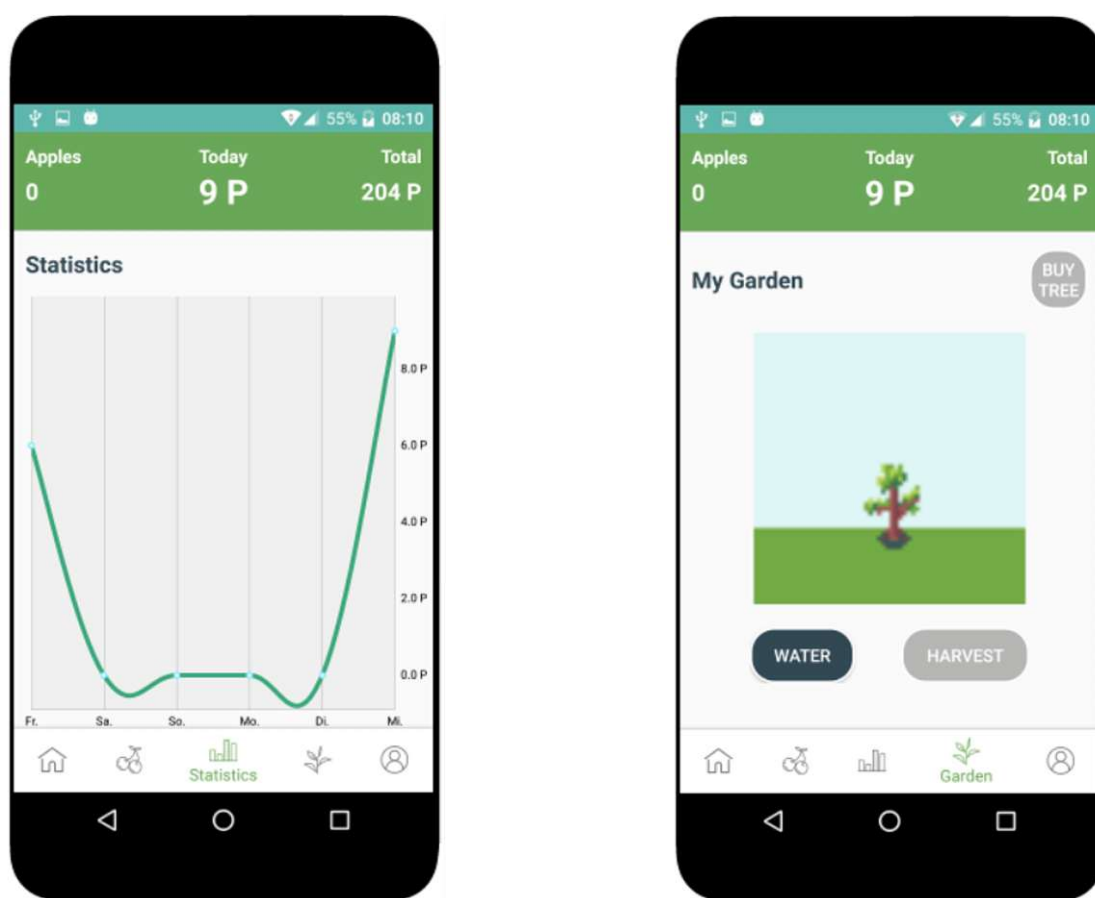 55% 08:10
Apples Today Total
0 9 P 204 P
Statistics
8.0 P
6.0 P
4.0 P
2.0 P
0.0 P
Fr. Sa. So. Mo. Di. Mi.
Statistics
55% 08:10
Apples Today Total
0 9 P 204 P
My Garden
BUY
TREE
WATER HARVEST
Garden